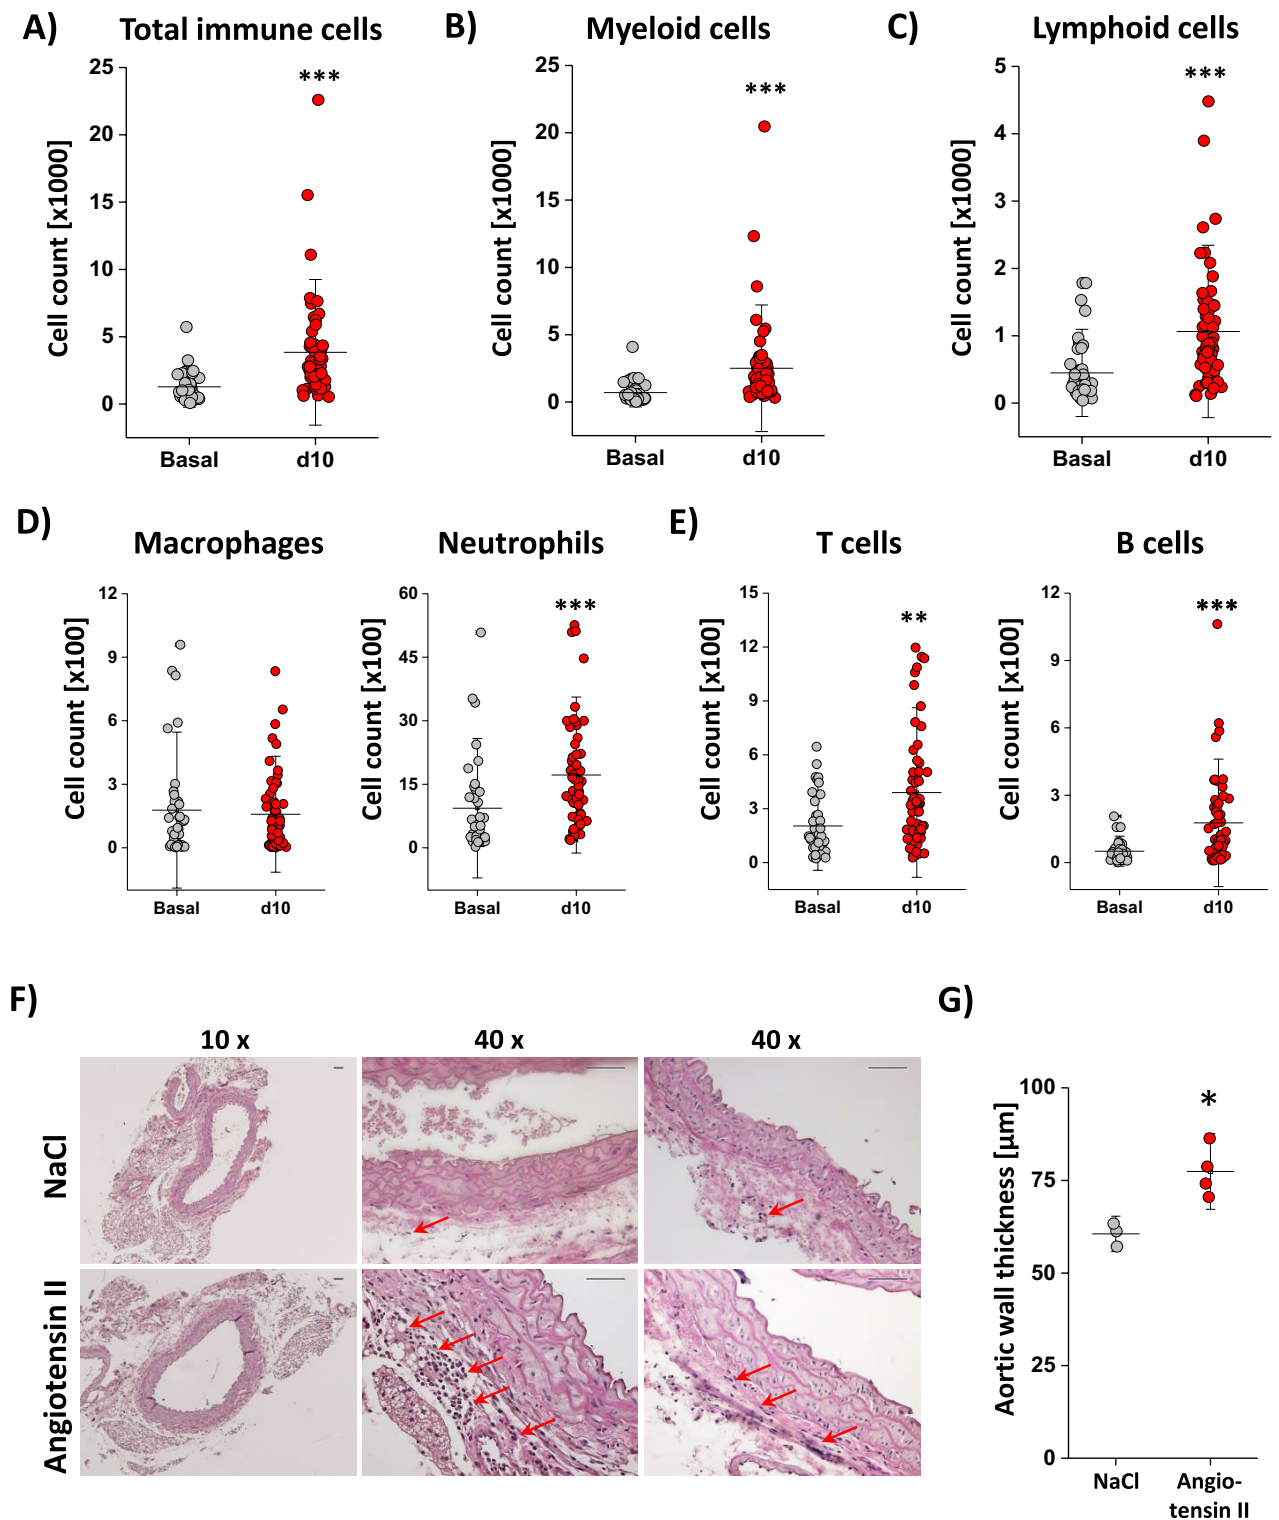 A) Total immune cells
B) Myeloid cells
C) Lymphoid cells
Cell count [x1000]
25
20
15
10
5
0
***
Basal
d10
Cell count [x1000]
25
20
15
10
5
0
***
Basal
d10
Cell count [x1000]
5
4
3
2
1
0
***
Basal
d10
D)
Macrophages
Neutrophils
E)
T cells
B cells
Cell count [x100]
12
9
6
3
0
Basal
d10
Cell count [x100]
60
45
30
15
0
***
Basal
d10
Cell count [x100]
15
12
9
6
3
0
**
Basal
d10
Cell count [x100]
12
9
6
3
0
***
Basal
d10
F)
10 x
40 x
40 x
NaCl
Angiotensin II
G)
Aortic wall thickness [µm]
100
75
50
25
0
*
NaCl
Angio-
tensin II